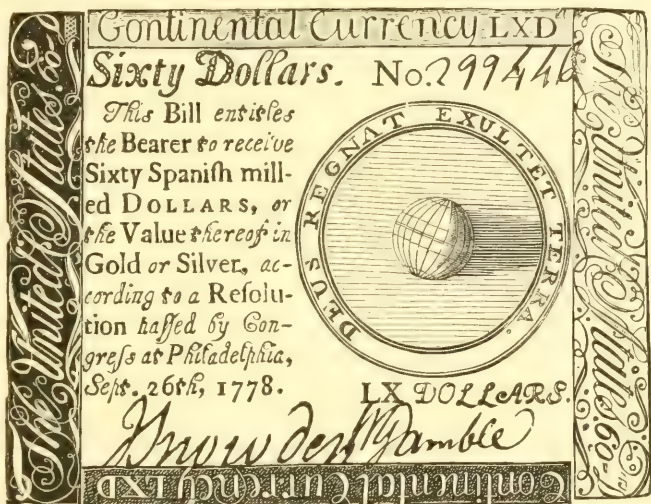 Continental Currency LXD
Sixty Dollars. No. 299446
This Bill entitles
the Bearer to receive
Sixty Spaniſh mill-
ed DOLLARS, or
the Value thereof in
Gold or Silver, ac-
cording to a Reſolu-
tion paſſed by Con-
greſs at Philadelphia,
Sept. 26th, 1778.
DEUS REGNAT EXULTET TERRA.
LX DOLLARS.
Snowden Gamble
The United States. 60
The United States. 60
Continental Currency LXD